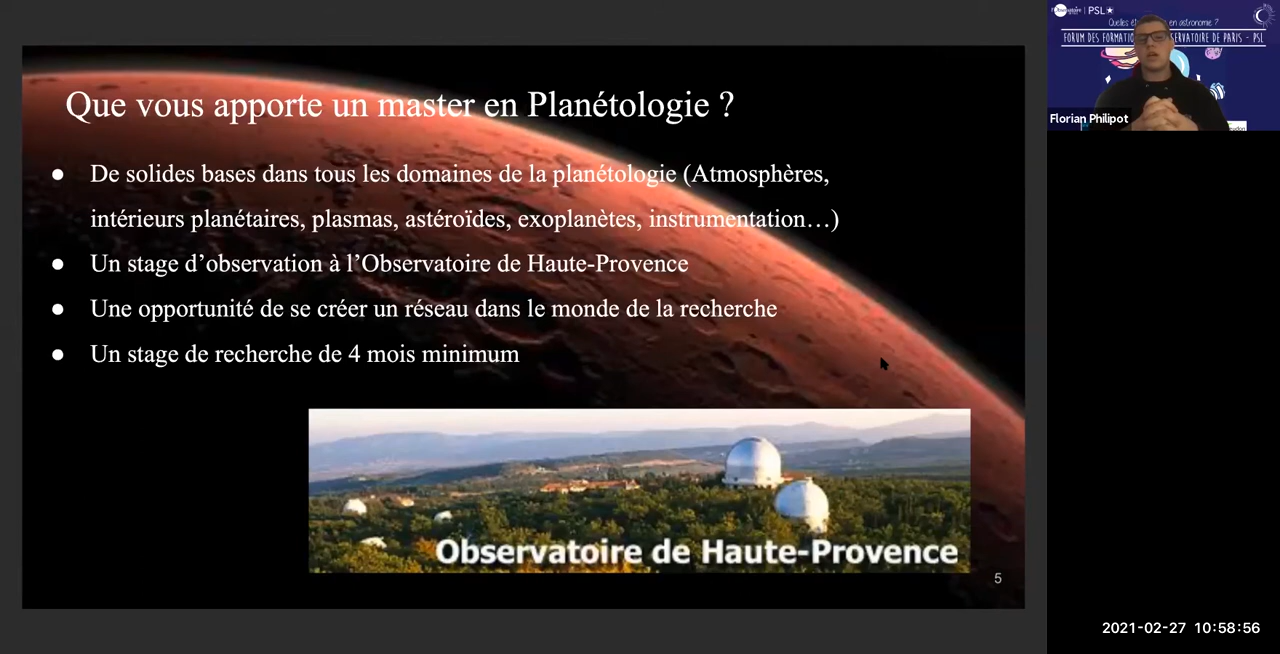 Que vous apporte un master en Planétologie ?
● De solides bases dans tous les domaines de la planétologie (Atmosphères,
intérieurs planétaires, plasmas, astéroïdes, exoplanètes, instrumentation…)
● Un stage d’observation à l’Observatoire de Haute-Provence
● Une opportunité de se créer un réseau dans le monde de la recherche
● Un stage de recherche de 4 mois minimum
Observatoire de Haute-Provence
5
PSL★
Quelles en astronomie ?
FORUM DES DE PARIS - PSL
Florian Philipot
2021-02-27 10:58:56